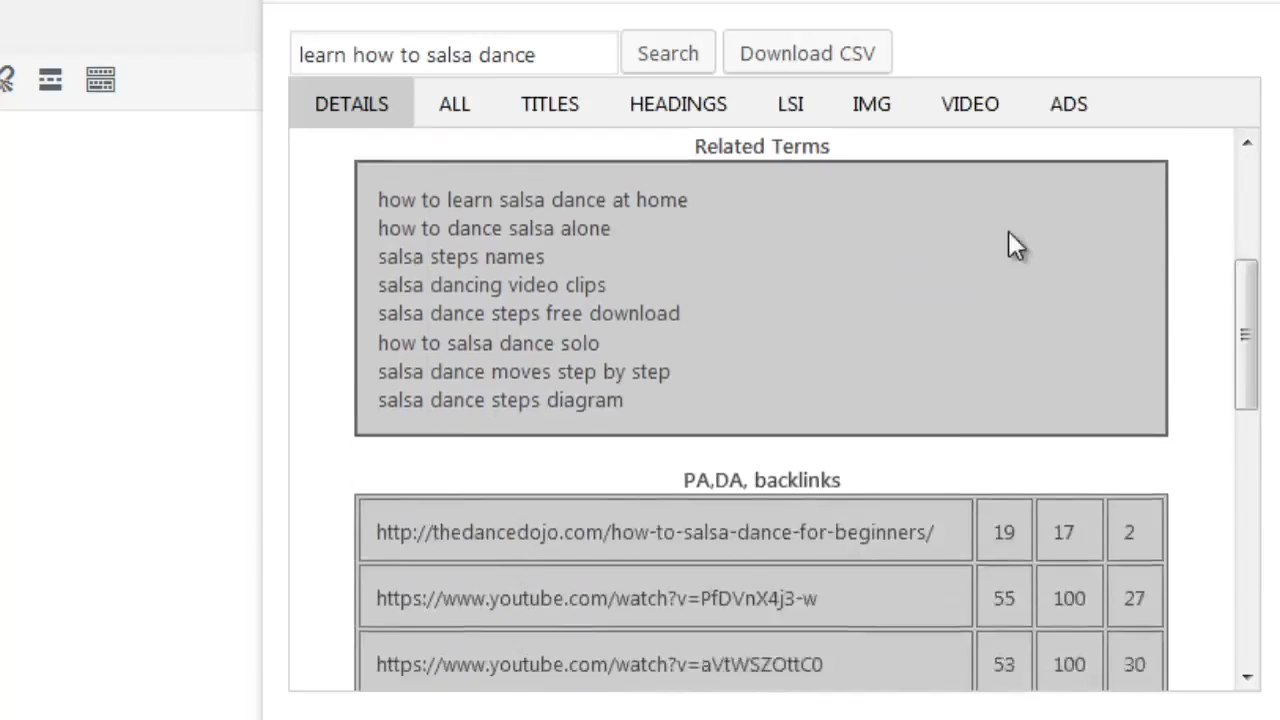 learn how to salsa dance
Search
Download CSV
DETAILS
ALL
TITLES
HEADINGS
LSI
IMG
VIDEO
ADS
Related Terms
how to learn salsa dance at home
how to dance salsa alone
salsa steps names
salsa dancing video clips
salsa dance steps free download
how to salsa dance solo
salsa dance moves step by step
salsa dance steps diagram
PA,DA, backlinks
http://thedancedojo.com/how-to-salsa-dance-for-beginners/ 19 17 2
https://www.youtube.com/watch?v=PfDVnX4j3-w 55 100 27
https://www.youtube.com/watch?v=aVtWSZOttC0 53 100 30